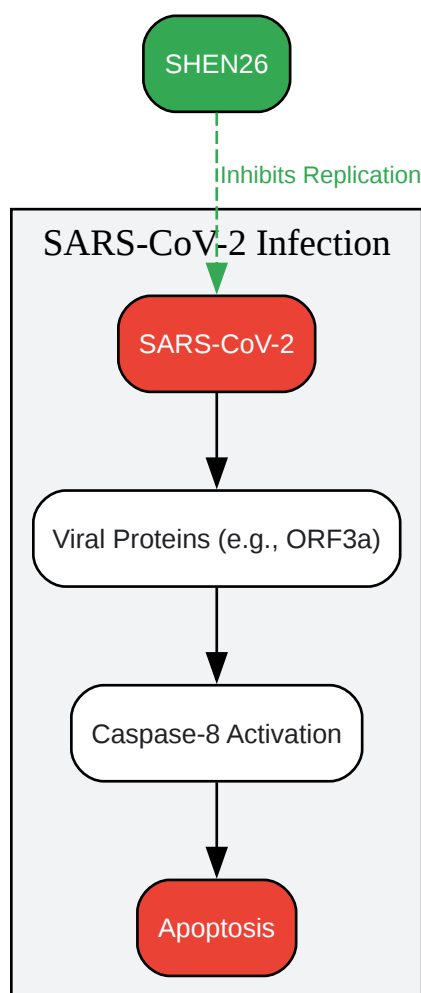 SHEN26
Inhibits Replication
SARS-CoV-2 Infection
SARS-CoV-2
Viral Proteins (e.g., ORF3a)
Caspase-8 Activation
Apoptosis